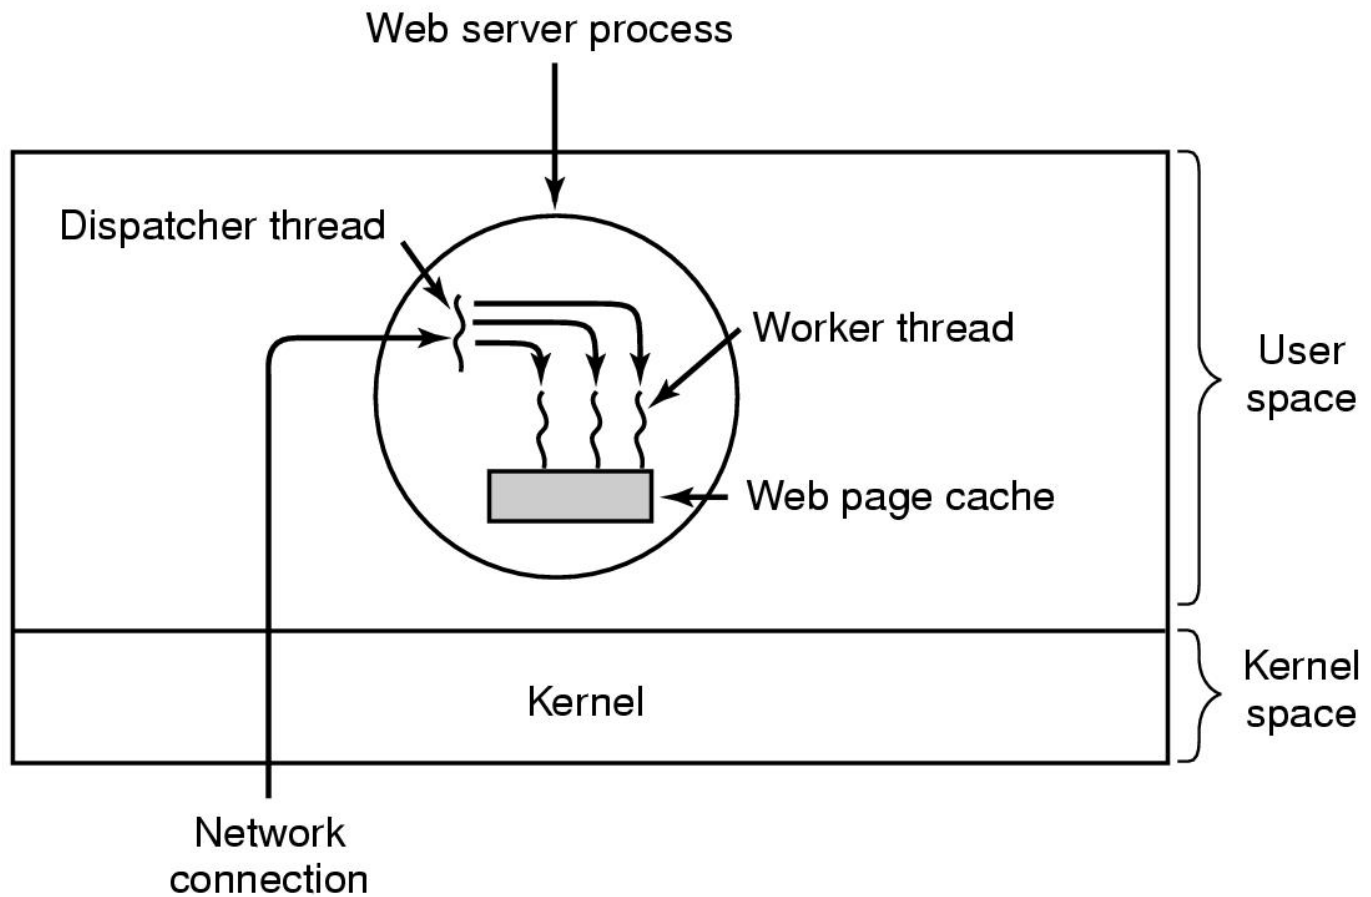 Web server process
Dispatcher thread
Worker thread
User
space
Web page cache
Kernel
Kernel
space
Network
connection